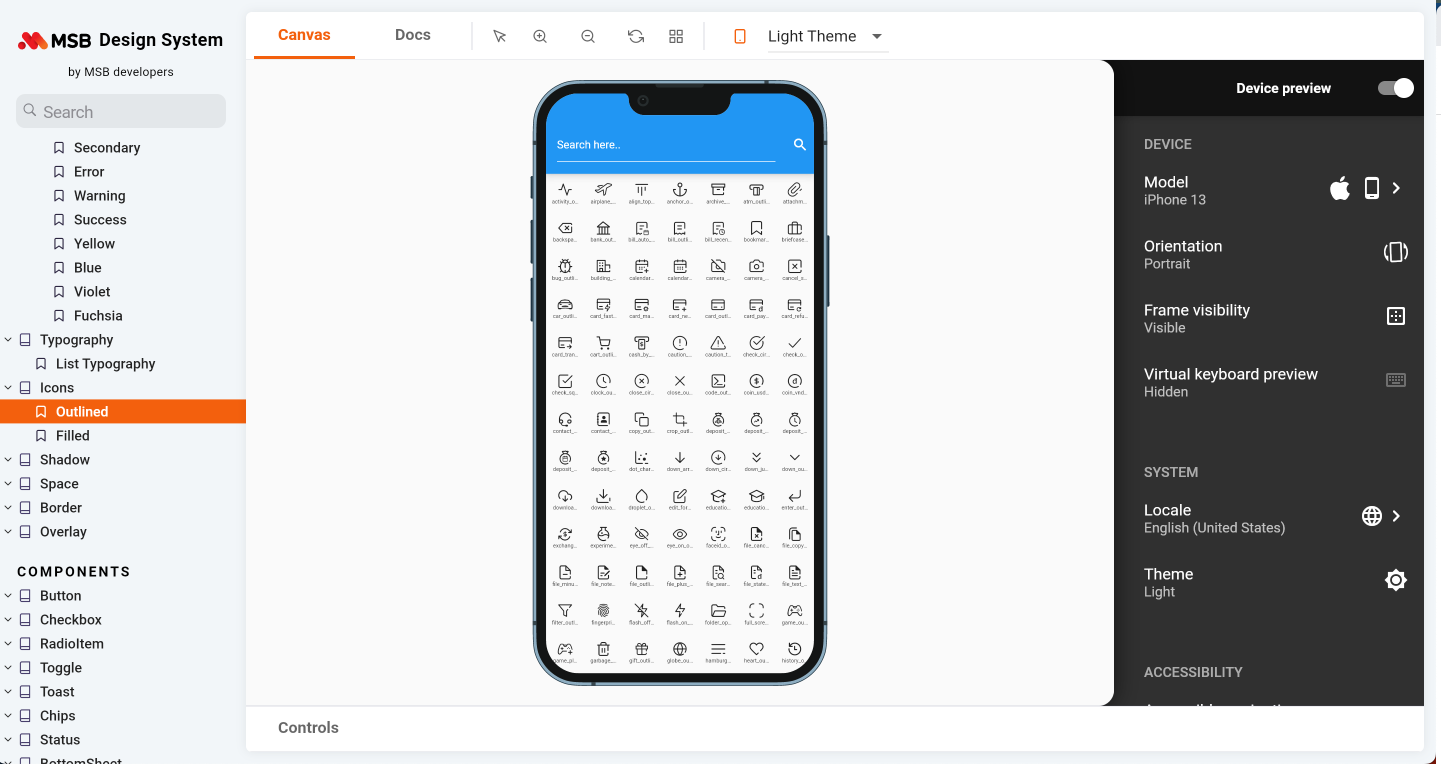 MSB Design System
by MSB developers
Search
Secondary
Error
Warning
Success
Yellow
Blue
Violet
Fuchsia
Typography
List Typography
Icons
Outlined
Filled
Shadow
Space
Border
Overlay
COMPONENTS
Button
Checkbox
RadioItem
Toggle
Toast
Chips
Status
BottomSheet
Canvas
Docs
Light Theme
Search here..
activity_o... airplane_... align_top... anchor_o... archive_... atm_outli... attachm...
backspa... bank_out... bill_auto_... bill_outli... bill_recen... bookmar... briefcase...
bug_outli... building_... calendar... calendar... camera_... camera_... cancel_s...
car_outli... card_fast... card_ma... card_ne... card_outl... card_pay... card_refu...
card_tran... cart_outli... cash_by_... caution_... caution_t... check_cir... check_o...
check_sq... clock_ou... close_cir... close_ou... code_out... coin_usd... coin_vnd...
contact_... contact_... copy_out... crop_outl... deposit_... deposit_... deposit_...
deposit_... deposit_... dot_char... down_arr... down_cir... down_ju... down_ou...
downloa... downloa... droplet_o... edit_for... educatio... educatio... enter_out...
exchang... experime... eye_off_... eye_on_o... faceid_o... file_canc... file_copy...
file_minu... file_note... file_outli... file_plus_... file_sear... file_state... file_text_...
filter_outl... fingerpri... flash_off... flash_on_... folder_op... full_scre... game_ou...
game_pl... garbage_... gift_outli... globe_ou... hamburg... heart_ou... history_o...
Controls
Device preview
DEVICE
Model
iPhone 13
Orientation
Portrait
Frame visibility
Visible
Virtual keyboard preview
Hidden
SYSTEM
Locale
English (United States)
Theme
Light
ACCESSIBILITY